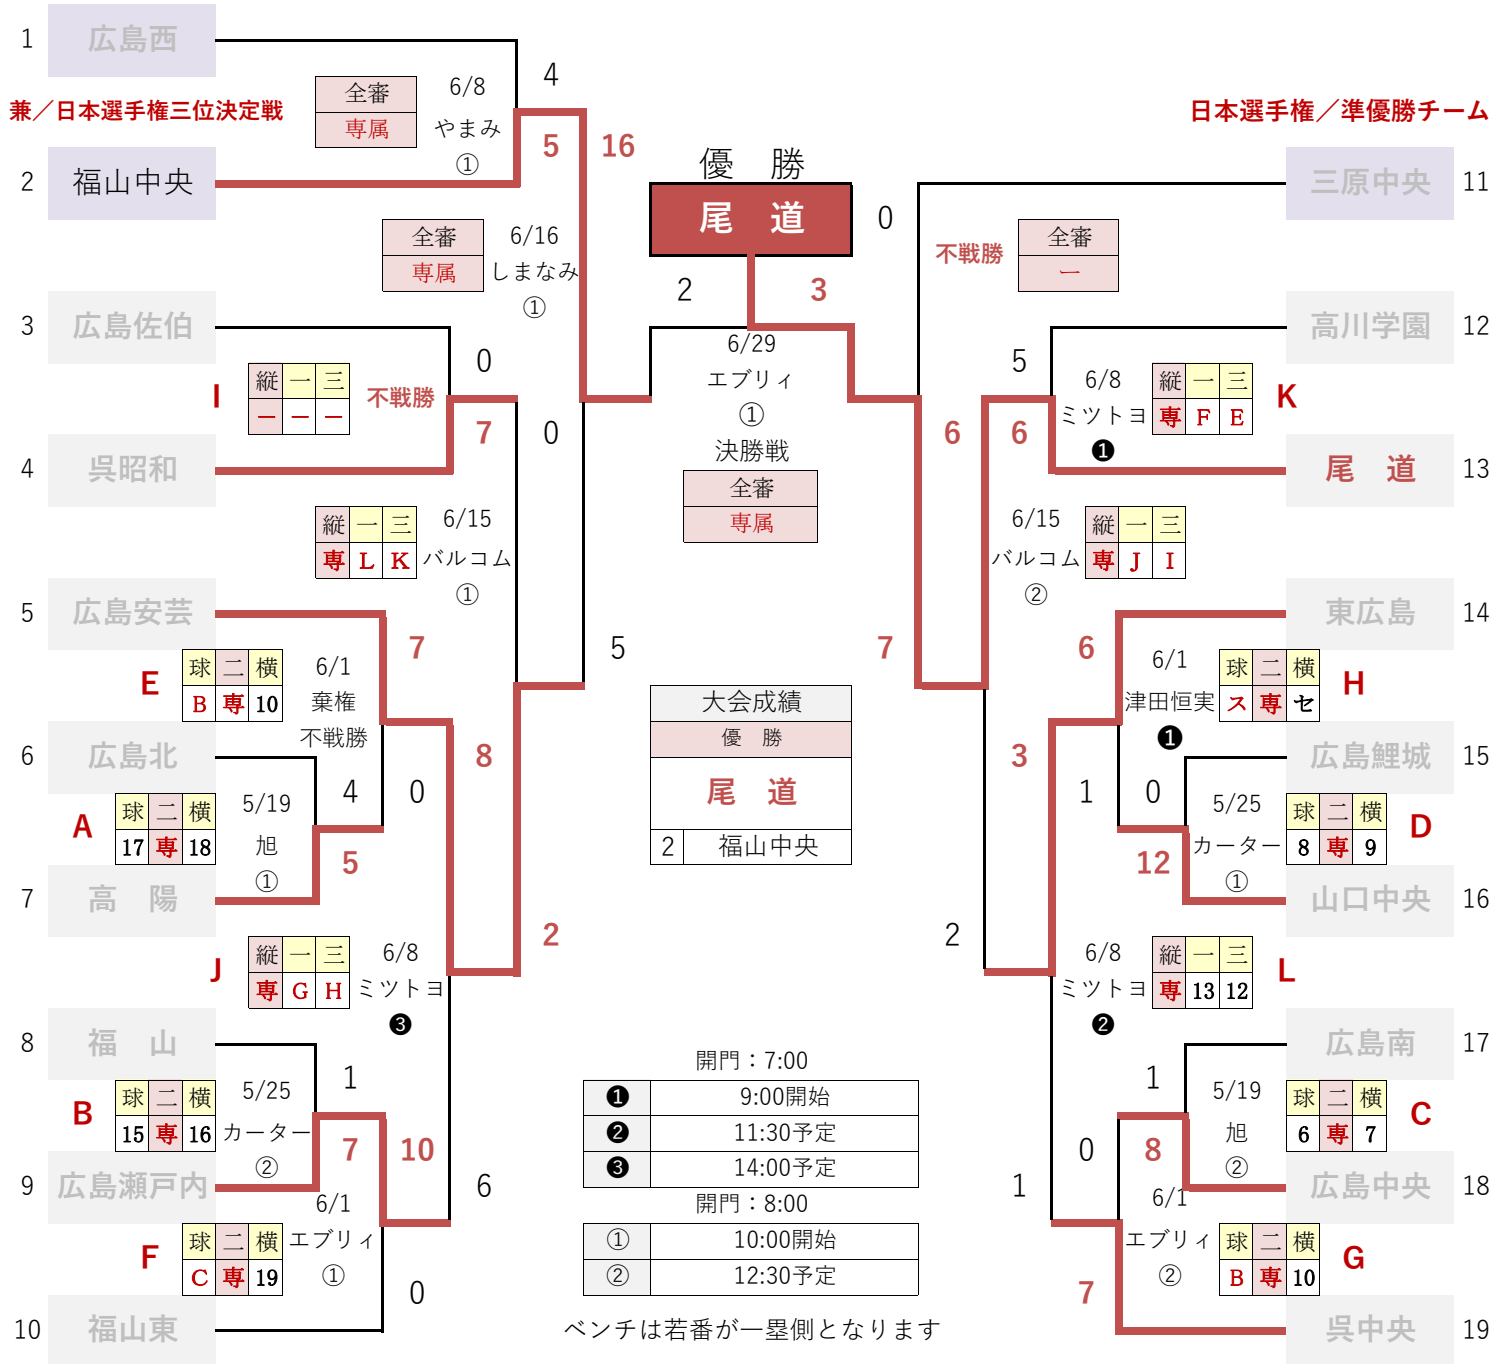 1 広島西
4
全審 6/8
専属 やまみ
①
兼／日本選手権三位決定戦
日本選手権／準優勝チーム
5 16
2 福山中央
優　勝
尾　道
0
三原中央 11
全審 6/16
専属 しまなみ
①
不戦勝 全審
ー
2 3
3 広島佐伯
0
高川学園 12
5
6/29
エブリィ
①
決勝戦
全審
専属
I 縦 一 三 不戦勝
ー ー ー
7 0
6/8 縦 一 三 K
ミツトヨ 専 F E
❶
6 6
4 呉昭和
尾　道 13
縦 一 三 6/15
専 L K バルコム
①
6/15 縦 一 三
バルコム 専 J I
②
5 広島安芸
7 5
7 6
東広島 14
E 球 二 横 6/1
B 専 10 棄権
不戦勝
6/1 球 二 横 H
津田恒実 ス 専 セ
❶
6 広島北
8
3
広島鯉城 15
4 0
1 0
A 球 二 横 5/19
17 専 18 旭
①
5
5/25 球 二 横 D
カーター 8 専 9
①
12
7 高　陽
山口中央 16
大会成績
優　勝
尾　道
2 福山中央
2
2
J 縦 一 三 6/8
専 G H ミツトヨ
❸
6/8 縦 一 三 L
ミツトヨ 専 13 12
❷
8 福　山
広島南 17
1
1
B 球 二 横 5/25
15 専 16 カーター
②
7 10
5/19 球 二 横 C
旭 6 専 7
②
0 8
9 広島瀬戸内
6
1
広島中央 18
F 球 二 横 6/1
C 専 19 エブリィ
①
0
6/1 球 二 横 G
エブリィ B 専 10
②
7
10 福山東
呉中央 19
開門：7:00
❶ 9:00開始
❷ 11:30予定
❸ 14:00予定
開門：8:00
① 10:00開始
② 12:30予定
ベンチは若番が一塁側となります